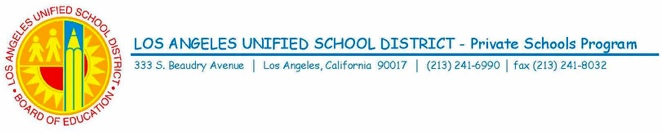 LOS ANGELES UNIFIED SCHOOL DISTRICT
BOARD OF EDUCATION
LOS ANGELES UNIFIED SCHOOL DISTRICT - Private Schools Program
333 S. Beaudry Avenue | Los Angeles, California 90017 | (213) 241-6990 | fax (213) 241-8032